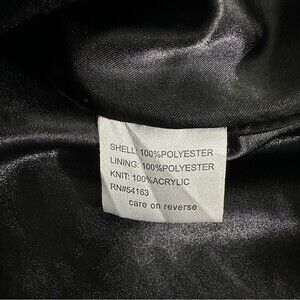 SHELL: 100%POLYESTER
LINING: 100%POLYESTER
KNIT: 100%ACRYLIC
RN#54163
care on reverse